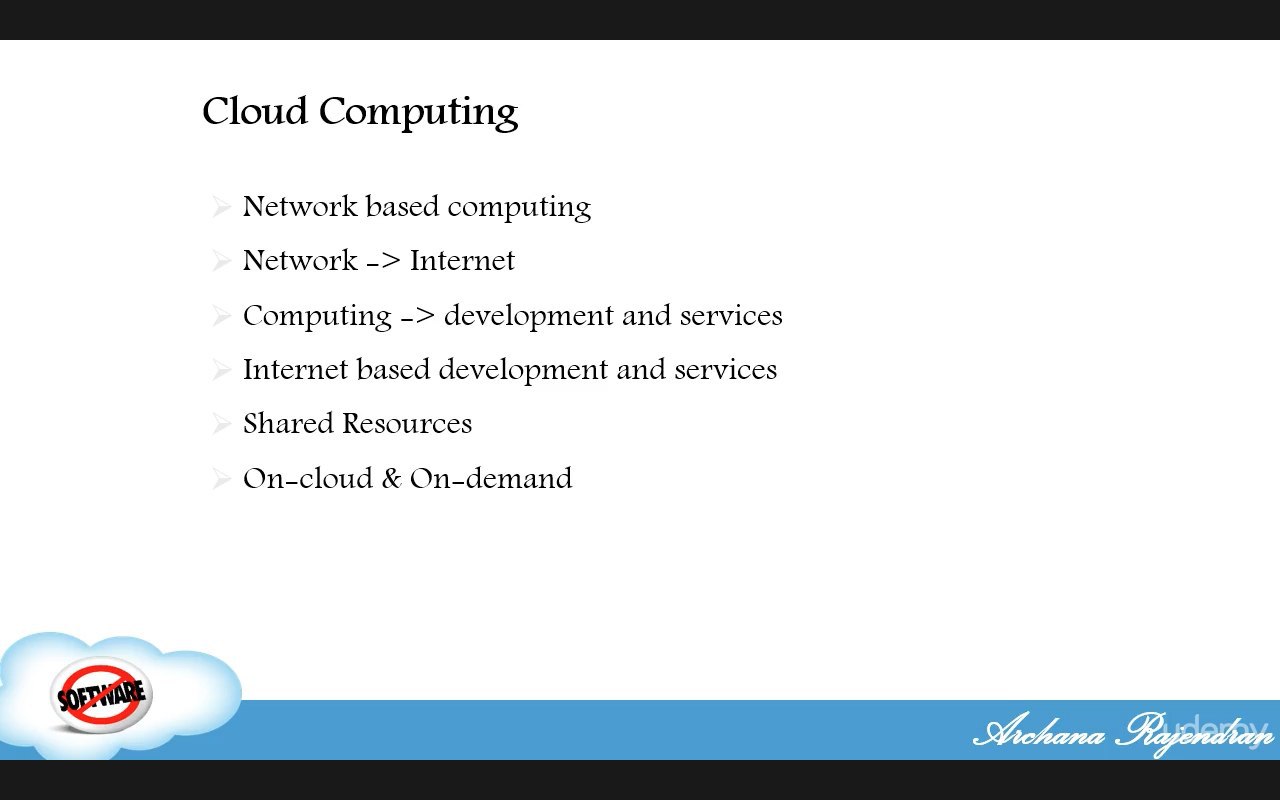 Cloud Computing
Network based computing
Network -> Internet
Computing -> development and services
Internet based development and services
Shared Resources
On-cloud & On-demand
SOFTWARE
Archana Rajendran
udemy